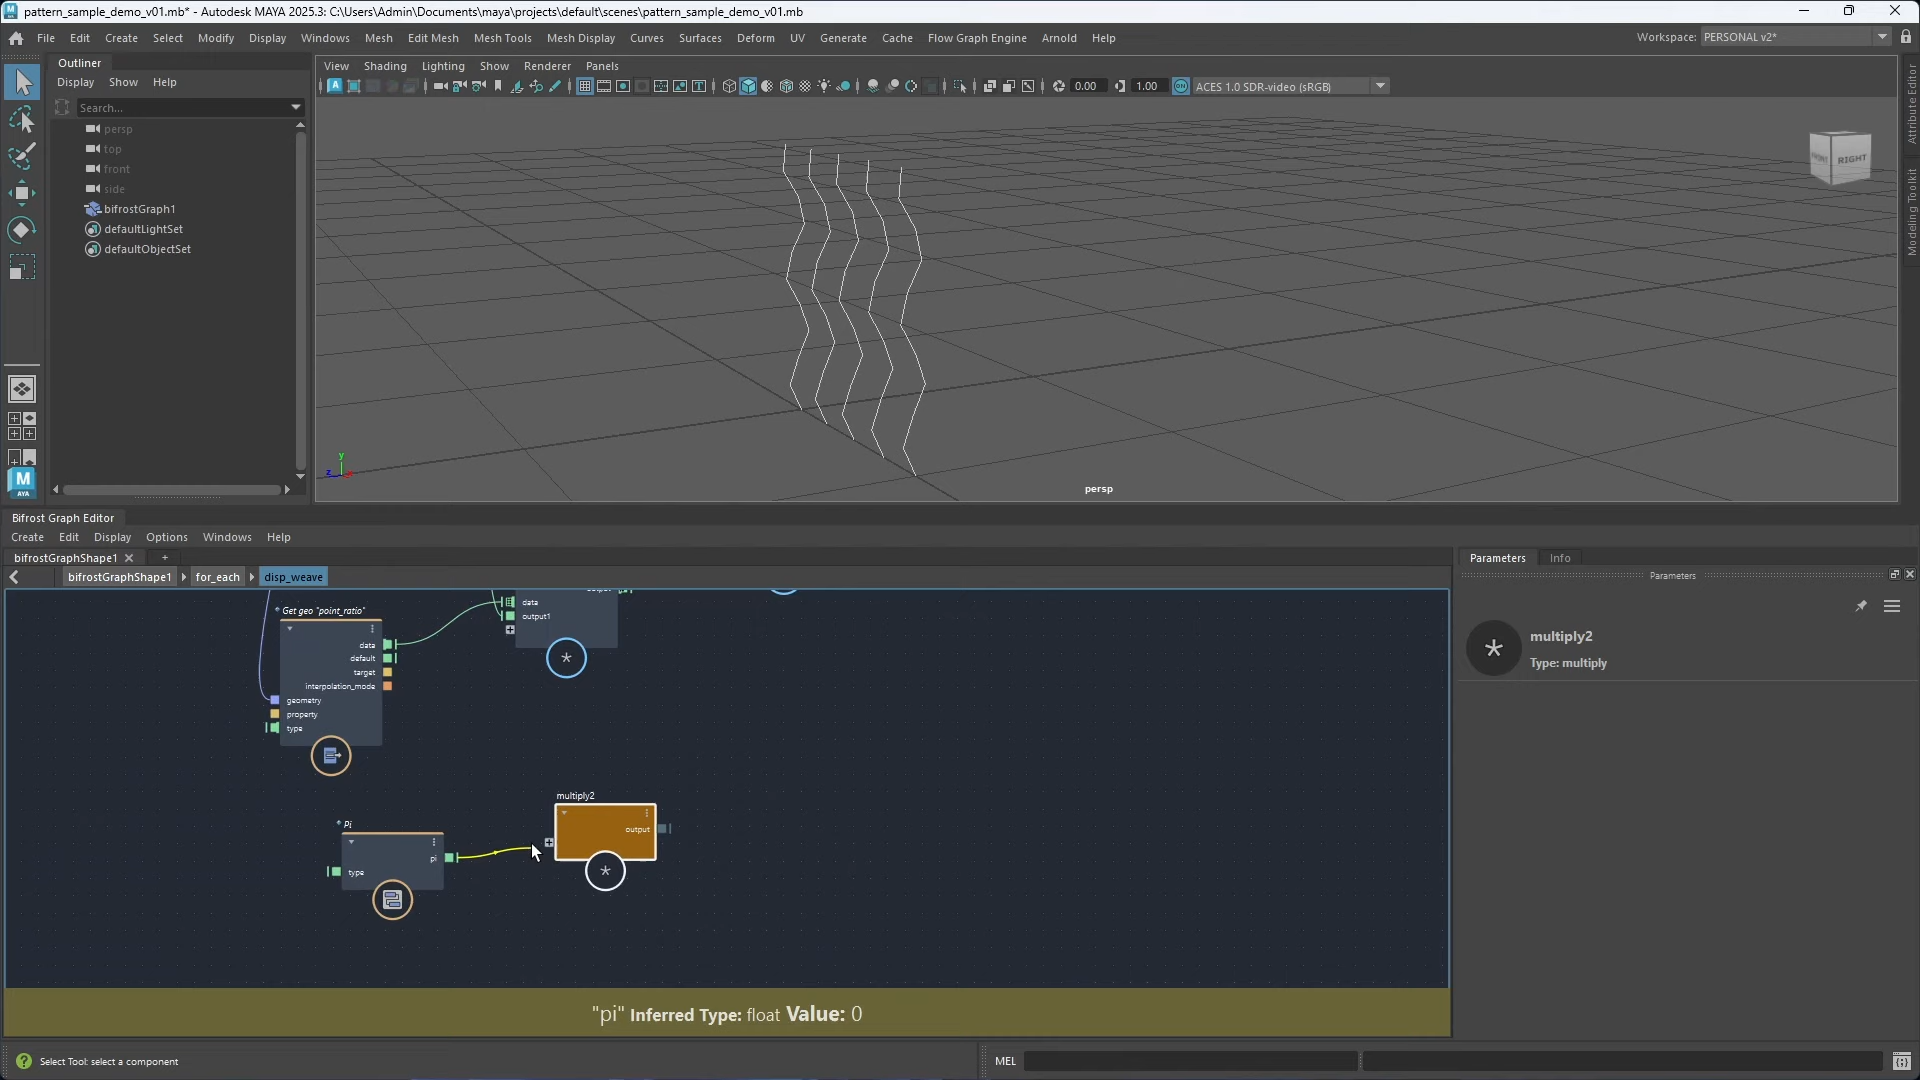 pattern_sample_demo_v01.mb* - Autodesk MAYA 2025.3: C:\Users\Admin\Documents\maya\projects\default\scenes\pattern_sample_demo_v01.mb
File Edit Create Select Modify Display Windows Mesh Edit Mesh Mesh Tools Mesh Display Curves Surfaces Deform UV Generate Cache Flow Graph Engine Arnold Help
Workspace: PERSONAL v2*
Outliner
Display Show Help
Search...
persp
top
front
side
bifrostGraph1
defaultLightSet
defaultObjectSet
View Shading Lighting Show Renderer Panels
0.00 1.00 ACES 1.0 SDR-video (sRGB)
RIGHT
y
z
persp
Attribute Editor
Modeling Toolkit
M
AYA
Bifrost Graph Editor
Create Edit Display Options Windows Help
bifrostGraphShape1
bifrostGraphShape1 for_each disp_weave
Get geo "point_ratio"
data
default
target
interpolation_mode
geometry
property
type
data
output1
Pi
pi
type
multiply2
output
"pi" Inferred Type: float Value: 0
Parameters Info
Parameters
multiply2
Type: multiply
Select Tool: select a component
MEL